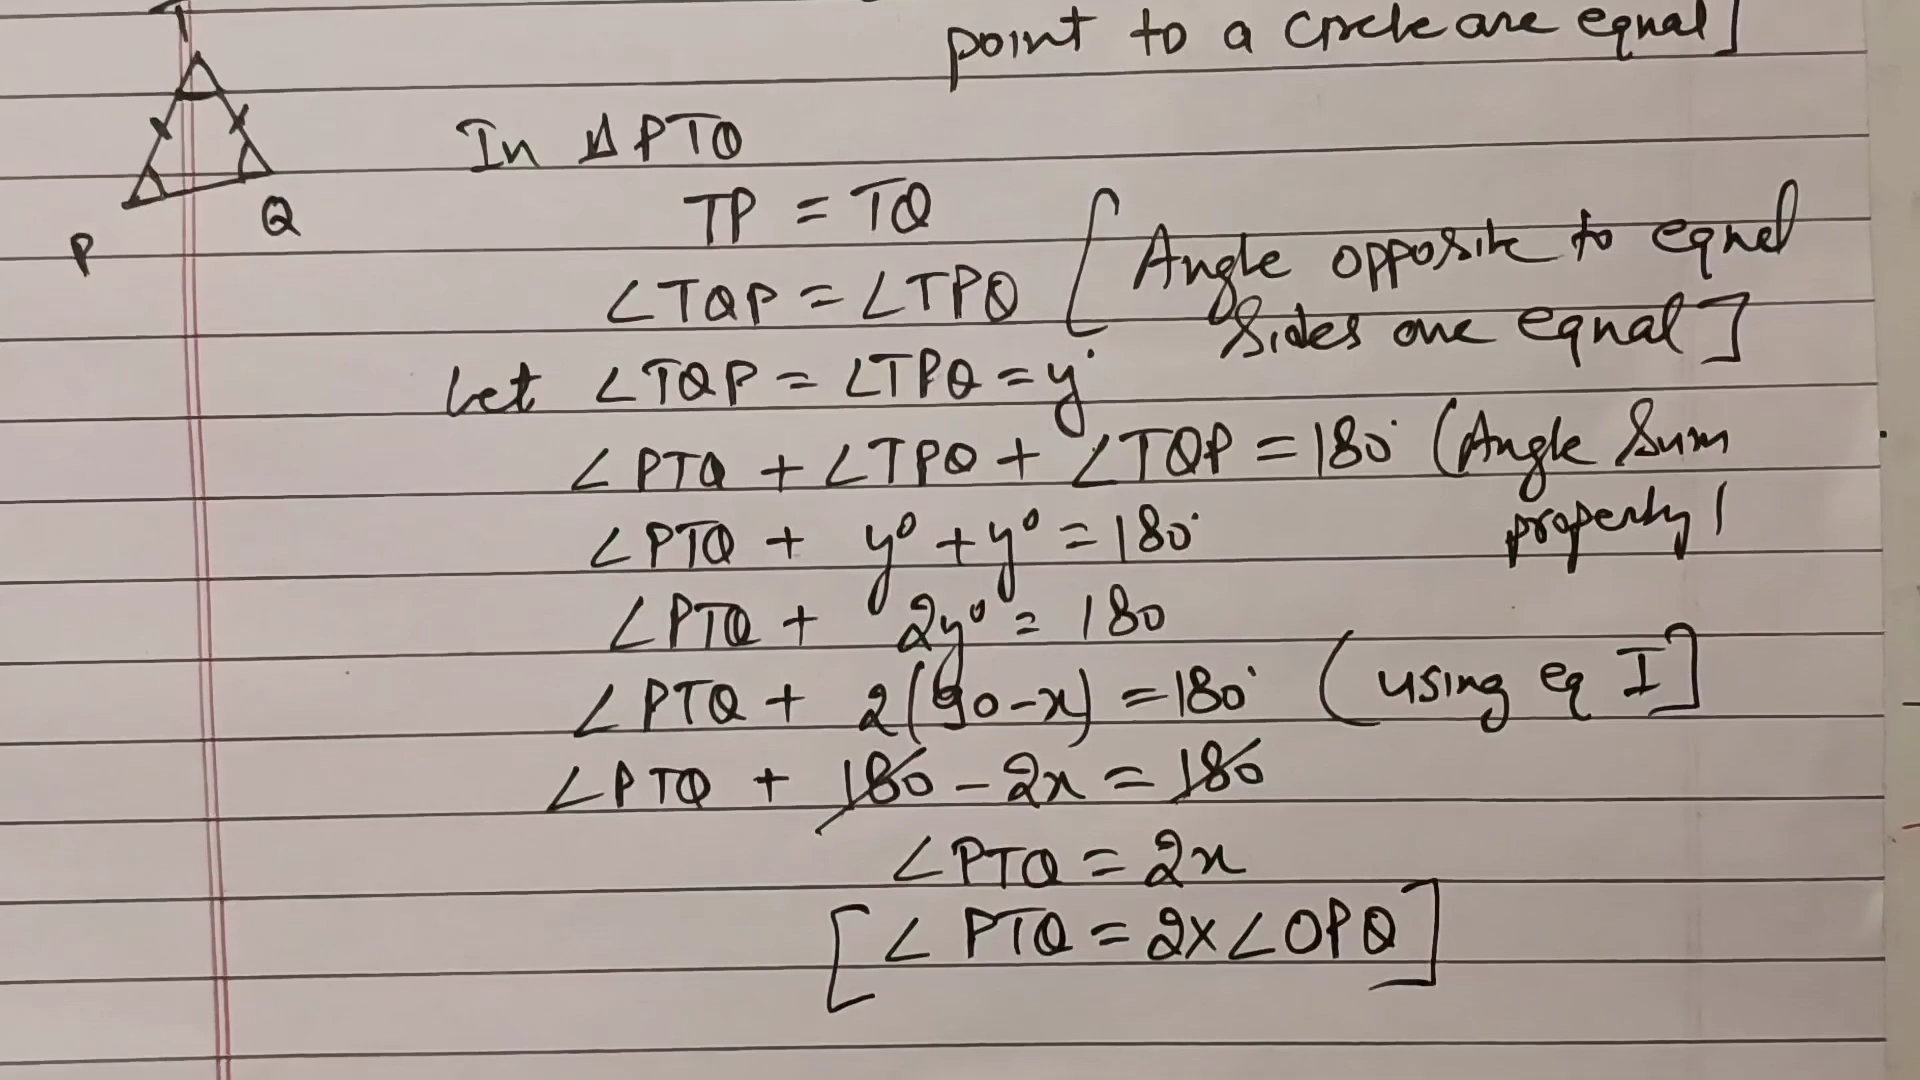 point to a circle are equal]
T
In △PTQ
TP = TQ
P Q
∠TQP = ∠TPQ [Angle opposite to equal
sides are equal]
Let ∠TQP = ∠TPQ = y°
∠PTQ + ∠TPQ + ∠TQP = 180° (Angle Sum
property)
∠PTQ + y° + y° = 180°
∠PTQ + 2y° = 180
∠PTQ + 2(90-x) = 180° (using eq I]
∠PTQ + 180 - 2x = 180
∠PTQ = 2x
[∠PTQ = 2×∠OPQ]